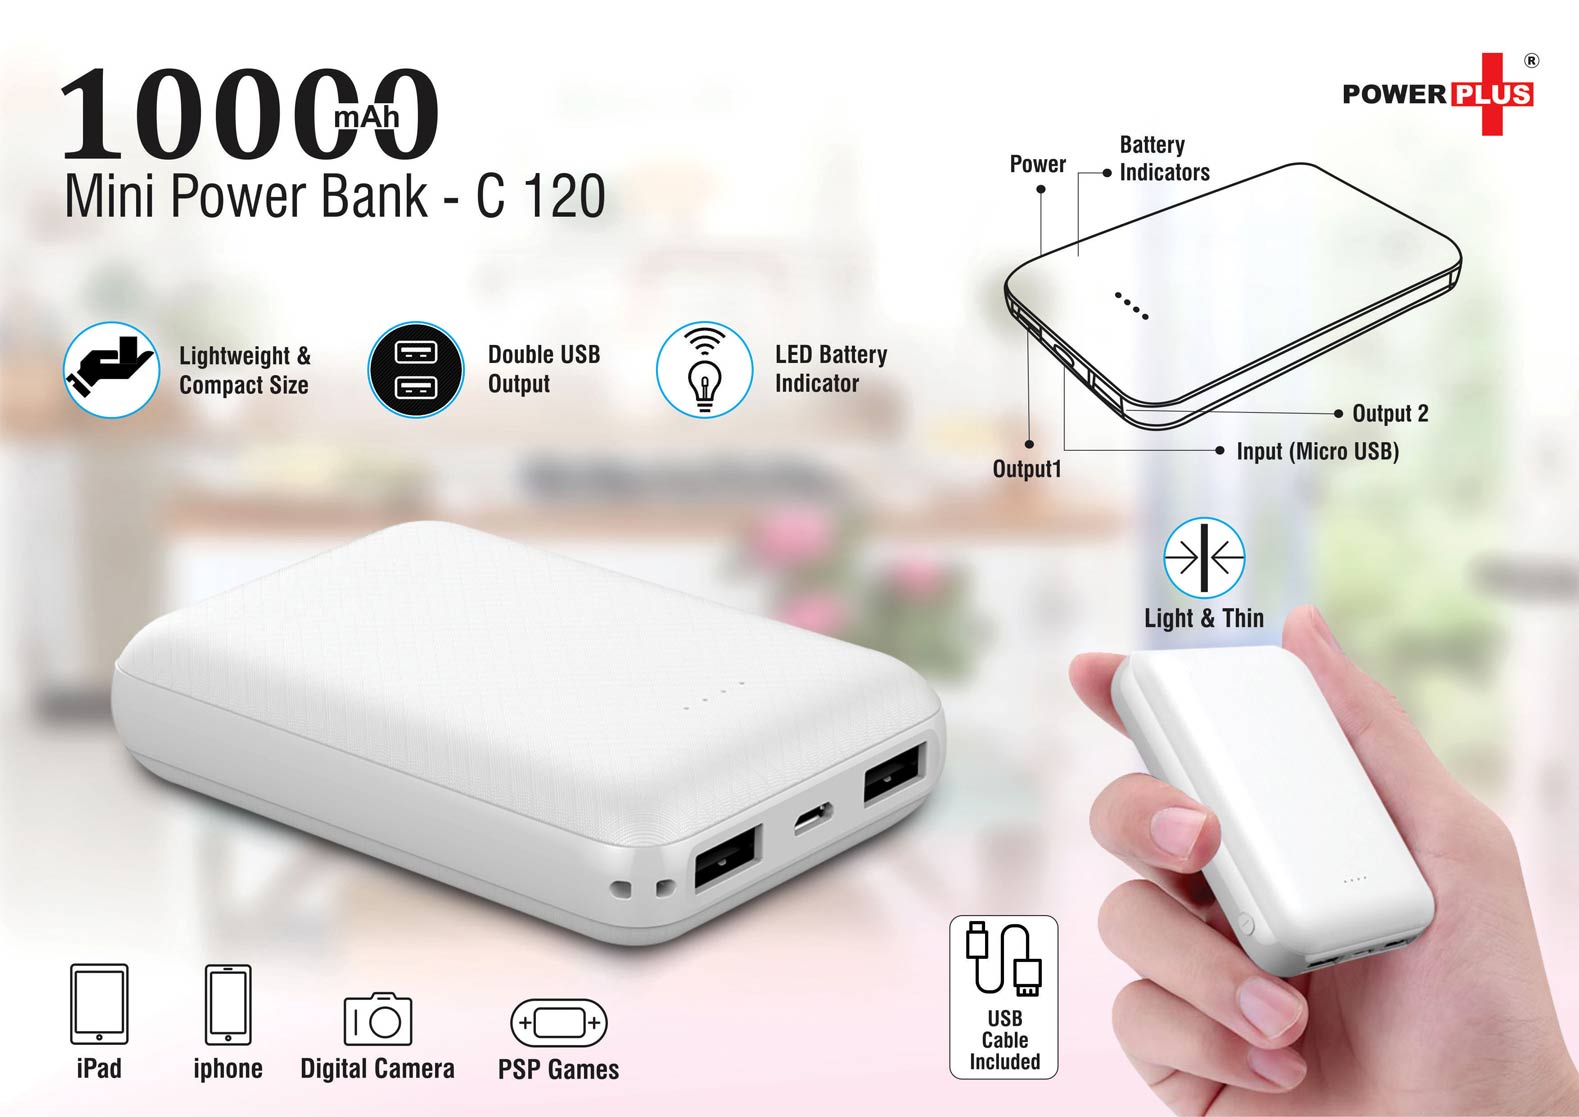 10000
mAh
Mini Power Bank - C 120
POWER PLUS ®
Power
Battery
Indicators
Output 2
Input (Micro USB)
Output1
Lightweight &
Compact Size
Double USB
Output
LED Battery
Indicator
Light & Thin
iPad
iphone
Digital Camera
PSP Games
USB
Cable
Included